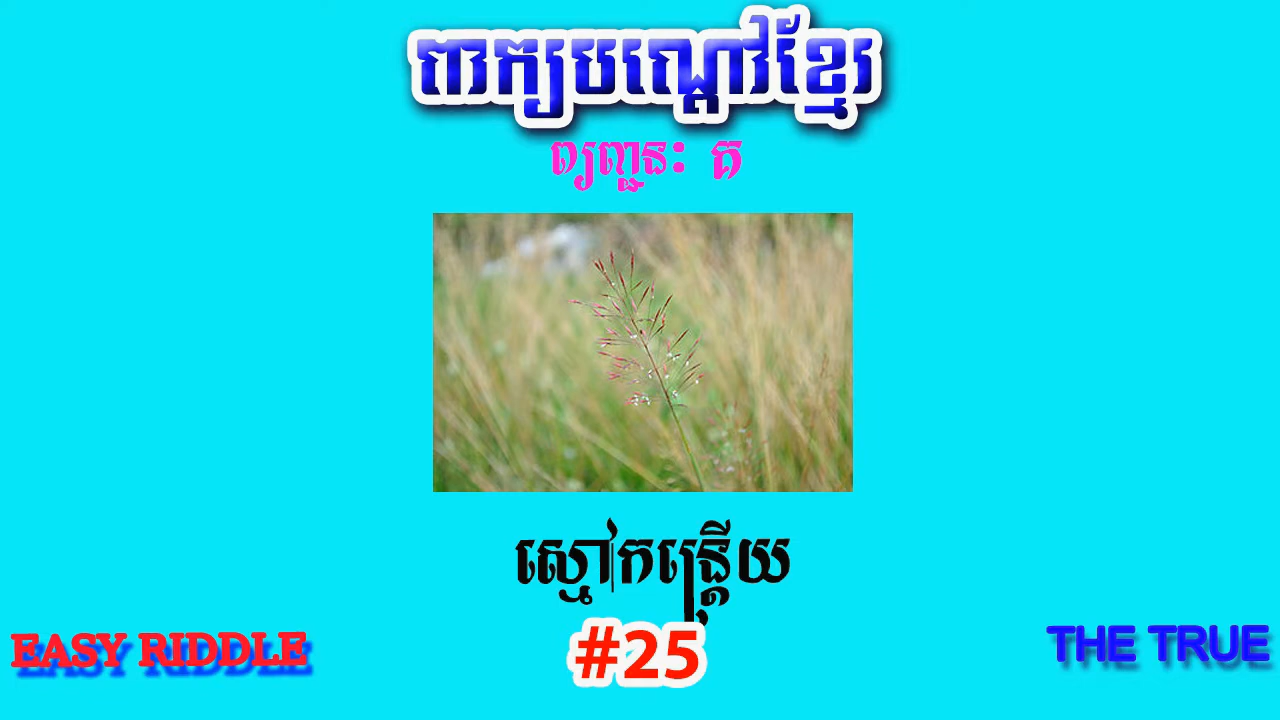 ពាក្យបណ្ដៅខ្មែរ
ព្យញ្ជនៈ គ
ស្មៅកន្ត្រើយ
#25
EASY RIDDLE
THE TRUE